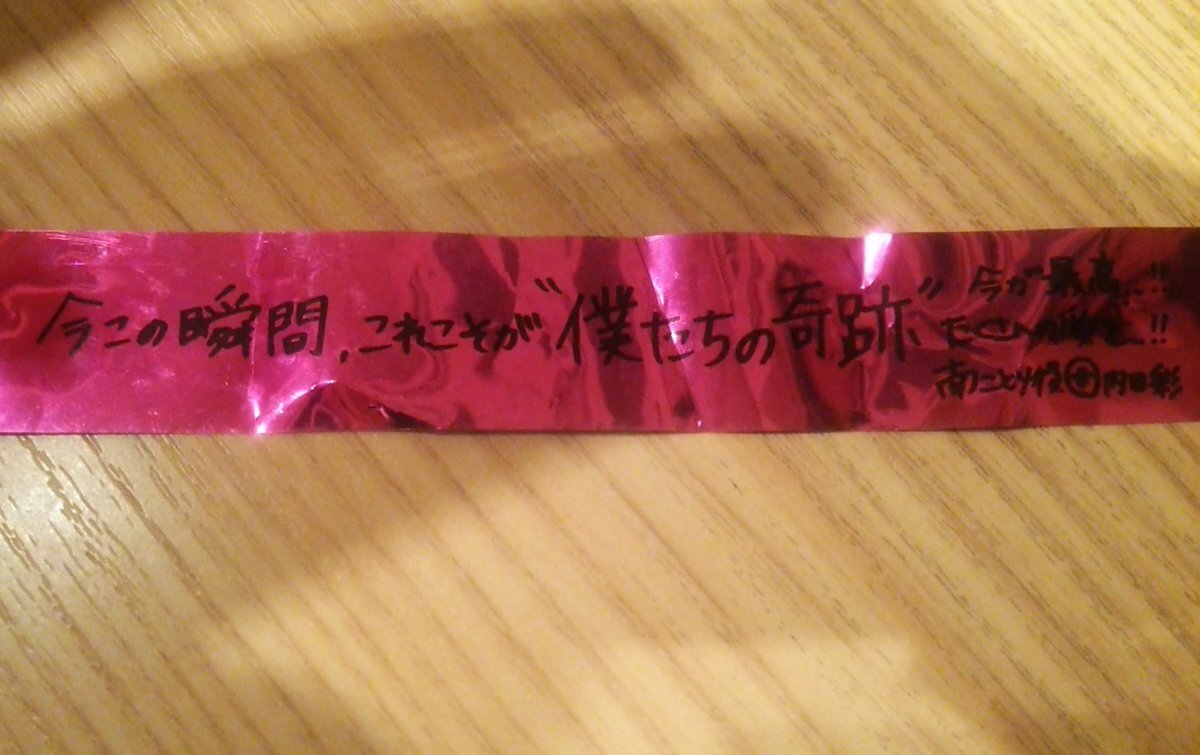 今この瞬間、これこそが"僕たちの奇跡"
今が最高…!!
南ことり役 内田彩